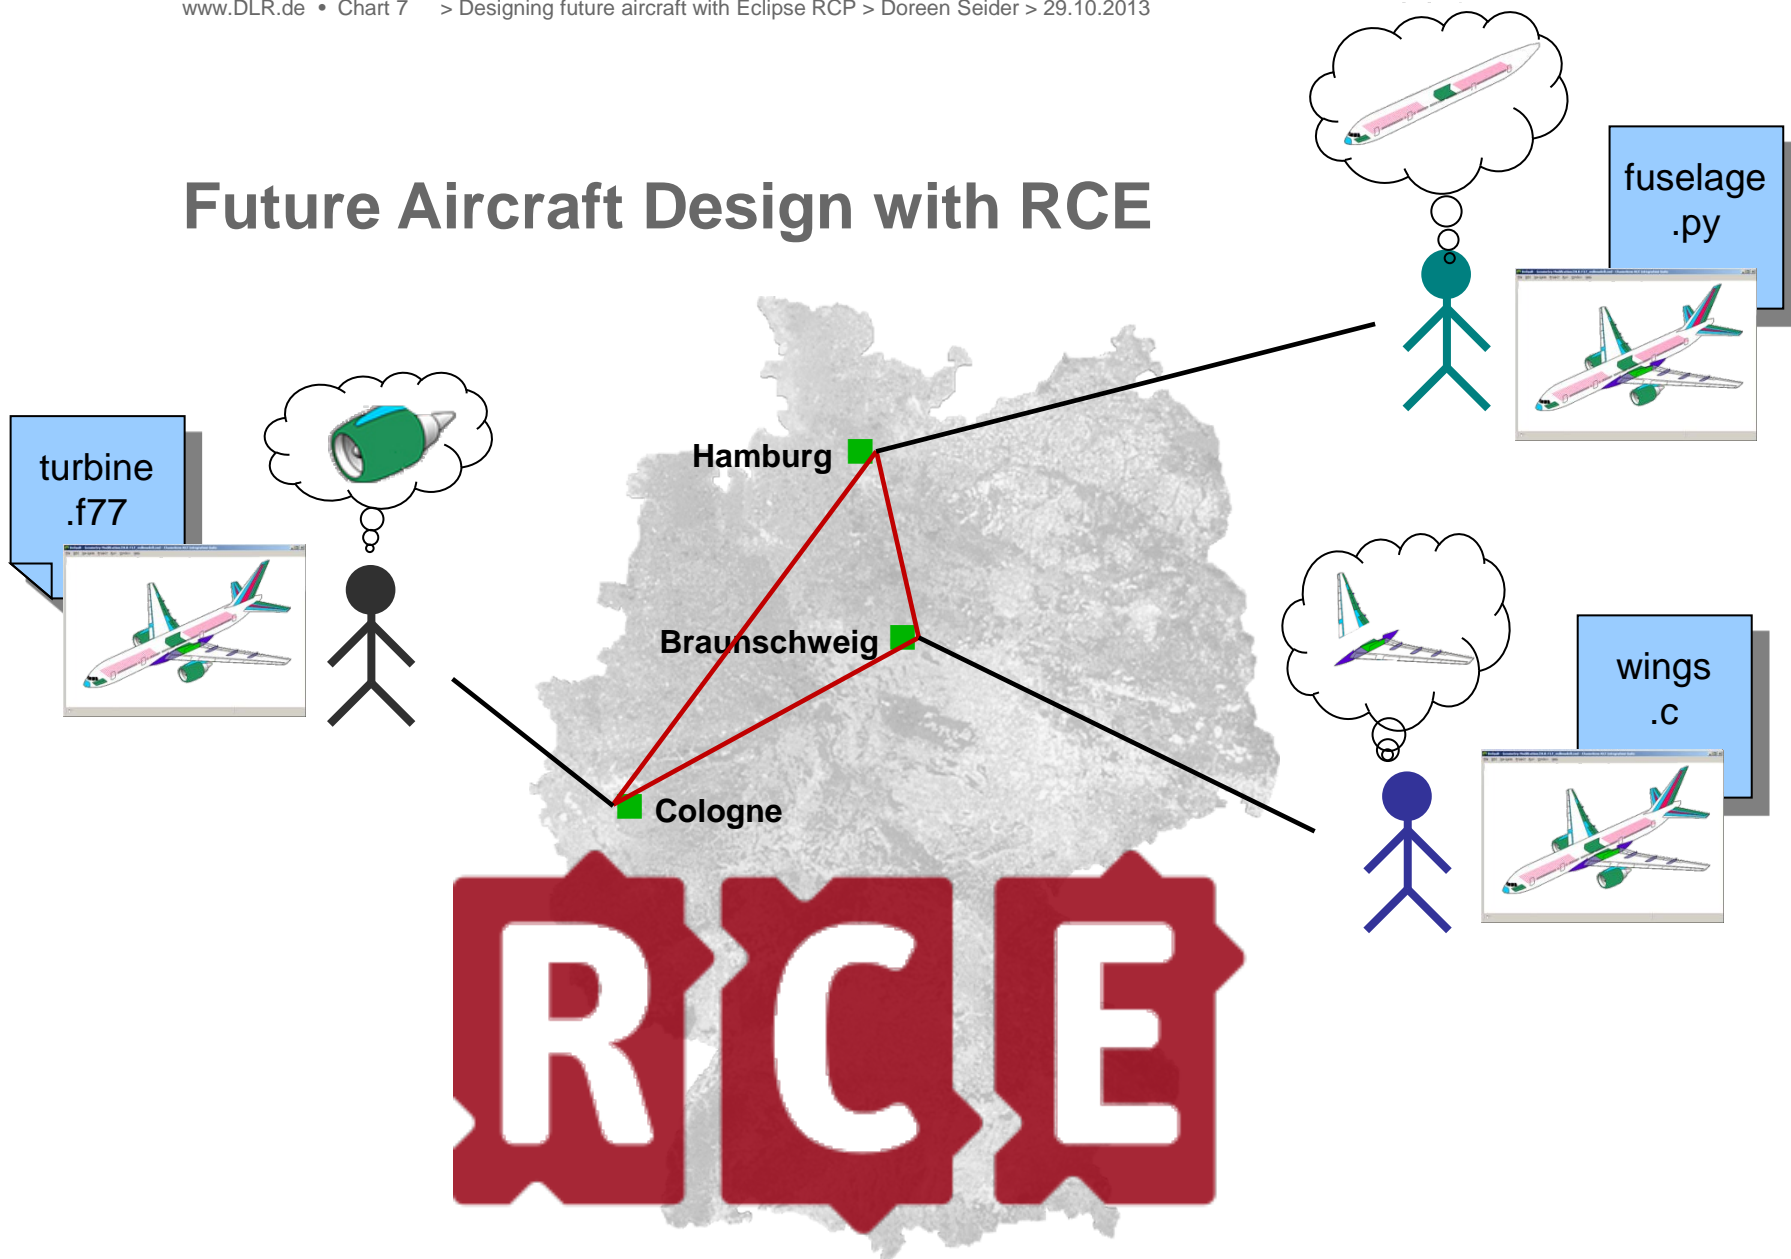 www.DLR.de • Chart 7 > Designing future aircraft with Eclipse RCP > Doreen Seider > 29.10.2013
Future Aircraft Design with RCE
fuselage
.py
turbine
.f77
Hamburg
Braunschweig
wings
.c
Cologne
RCE